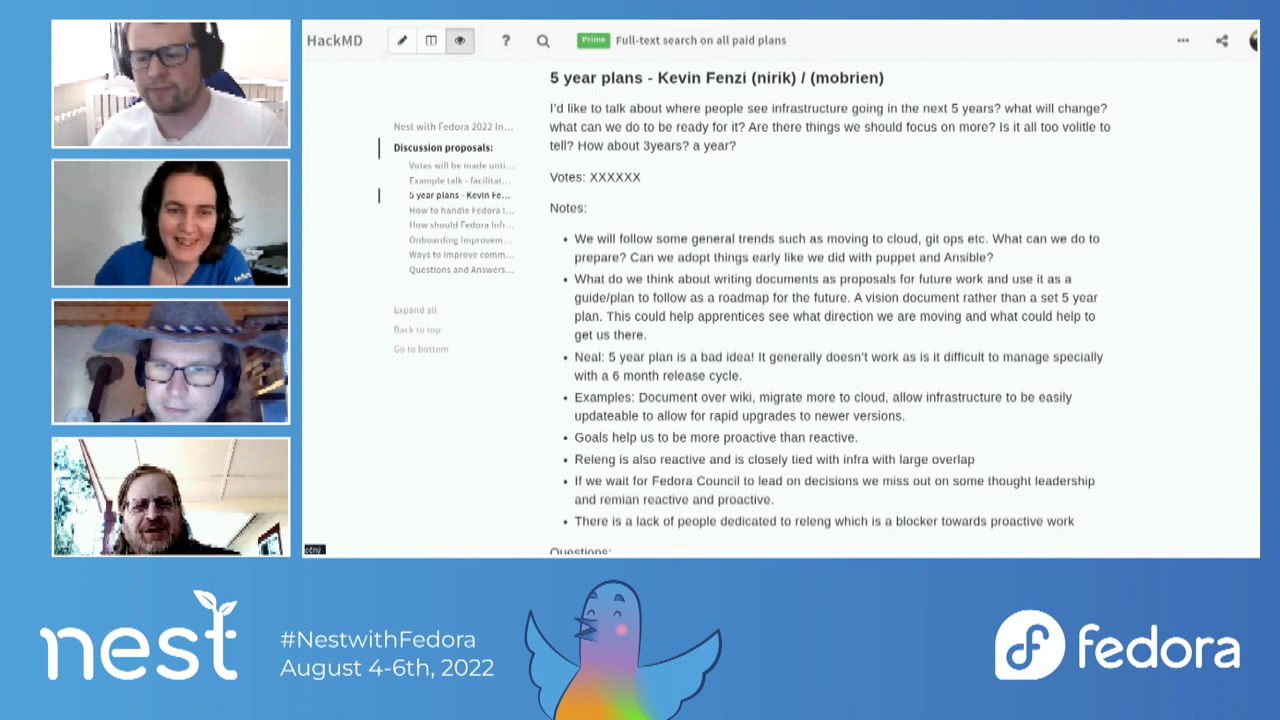 HackMD
Prime Full-text search on all paid plans
Nest with Fedora 2022 In...
Discussion proposals:
Votes will be made unti...
Example talk - facilitat...
5 year plans - Kevin Fe...
How to handle Fedora I...
How should Fedora Infr...
Onboarding Improvem...
Ways to improve comm...
Questions and Answers...
Expand all
Back to top
Go to bottom
5 year plans - Kevin Fenzi (nirik) / (mobrien)
I'd like to talk about where people see infrastructure going in the next 5 years? what will change?
what can we do to be ready for it? Are there things we should focus on more? Is it all too volitle to
tell? How about 3years? a year?
Votes: XXXXXX
Notes:
• We will follow some general trends such as moving to cloud, git ops etc. What can we do to
prepare? Can we adopt things early like we did with puppet and Ansible?
• What do we think about writing documents as proposals for future work and use it as a
guide/plan to follow as a roadmap for the future. A vision document rather than a set 5 year
plan. This could help apprentices see what direction we are moving and what could help to
get us there.
• Neal: 5 year plan is a bad idea! It generally doesn't work as is it difficult to manage specially
with a 6 month release cycle.
• Examples: Document over wiki, migrate more to cloud, allow infrastructure to be easily
updateable to allow for rapid upgrades to newer versions.
• Goals help us to be more proactive than reactive.
• Releng is also reactive and is closely tied with infra with large overlap
• If we wait for Fedora Council to lead on decisions we miss out on some thought leadership
and remian reactive and proactive.
• There is a lack of people dedicated to releng which is a blocker towards proactive work
Questions:
nest
#NestwithFedora
August 4-6th, 2022
fedora